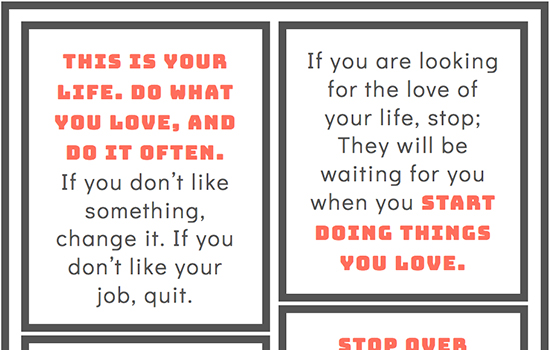 THIS IS YOUR
LIFE. DO WHAT
YOU LOVE, AND
DO IT OFTEN.
If you don't like
something,
change it. If you
don't like your
job, quit.
If you are looking
for the love of
your life, stop;
They will be
waiting for you
when you START
DOING THINGS
YOU LOVE.
STOP OVER